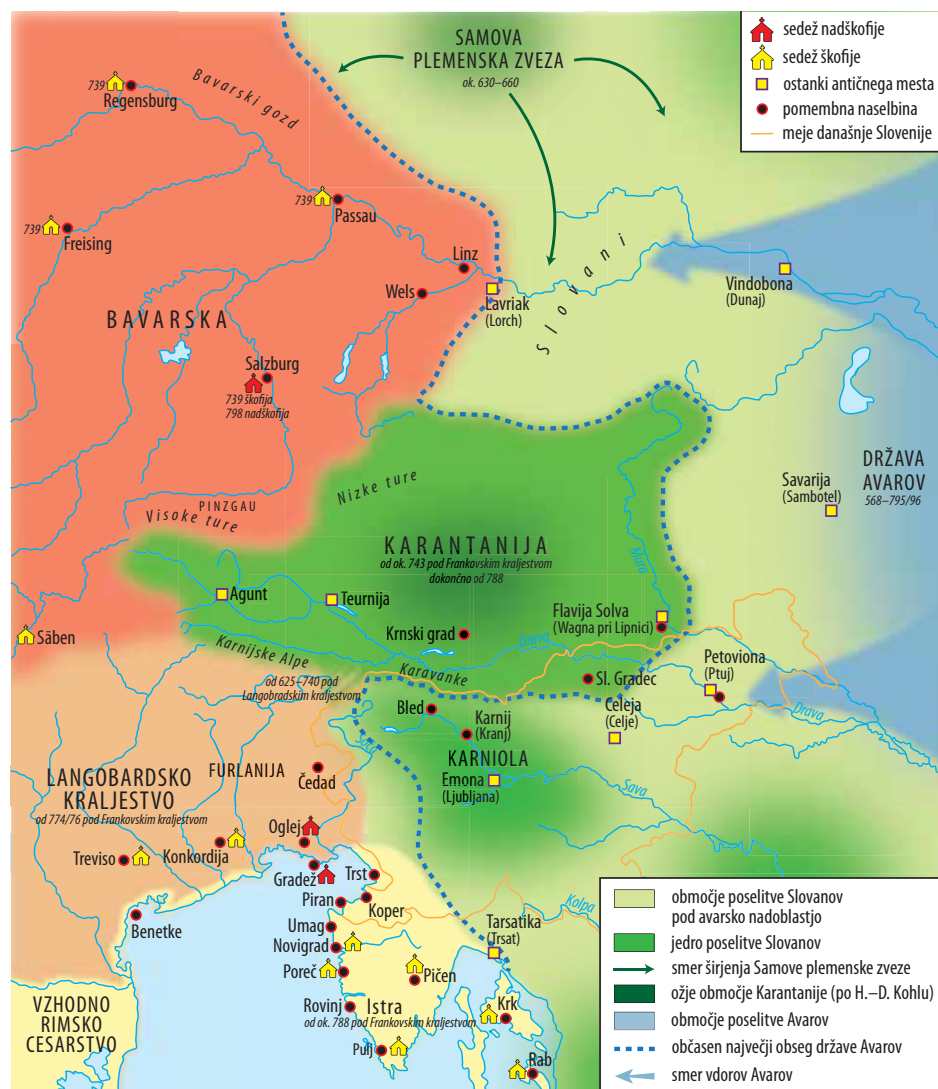 SAMOVA
PLEMENSKA ZVEZA
ok. 630–660
sedež nadškofije
sedež škofije
ostanki antičnega mesta
pomembna naselbina
meje današnje Slovenije
739
Regensburg
Bavarski gozd
739
Passau
739
Freising
Linz
Wels
Lavriak
(Lorch)
Slovani
Vindobona
(Dunaj)
BAVARSKA
Salzburg
739 škofija
798 nadškofija
DRŽAVA
AVAROV
568–795/96
Savarija
(Sambotel)
Nizke ture
PINZGAU
Visoke ture
KARANTANIJA
od ok. 743 pod Frankovskim kraljestvom
dokončno od 788
Mura
Agunt
Teurnija
Flavija Solva
(Wagna pri Lipnici)
Krnski grad
Säben
Karnijske Alpe
Drava
Karavanke
Petoviona
(Ptuj)
od 625–740 pod
Langobradskim kraljestvom
Sl. Gradec
Bled
Celeja
(Celje)
Drava
Karnij
(Kranj)
Soča
KARNIOLA
FURLANIJA
Čedad
Emona
(Ljubljana)
Sava
LANGOBARDSKO
KRALJESTVO
od 774/76 pod Frankovskim kraljestvom
Oglej
Treviso
Konkordija
Gradež
Trst
Piran
Koper
Kolpa
Benetke
Umag
Tarsatika
(Trsat)
Novigrad
Poreč
Pičen
Rovinj
Istra
od ok. 788 pod Frankovskim kraljestvom
Krk
Pulj
Rab
VZHODNO
RIMSKO
CESARSTVO
območje poselitve Slovanov
pod avarsko nadoblastjo
jedro poselitve Slovanov
smer širjenja Samove plemenske zveze
ožje območje Karantanije (po H.–D. Kohlu)
območje poselitve Avarov
občasen največji obseg države Avarov
smer vdorov Avarov